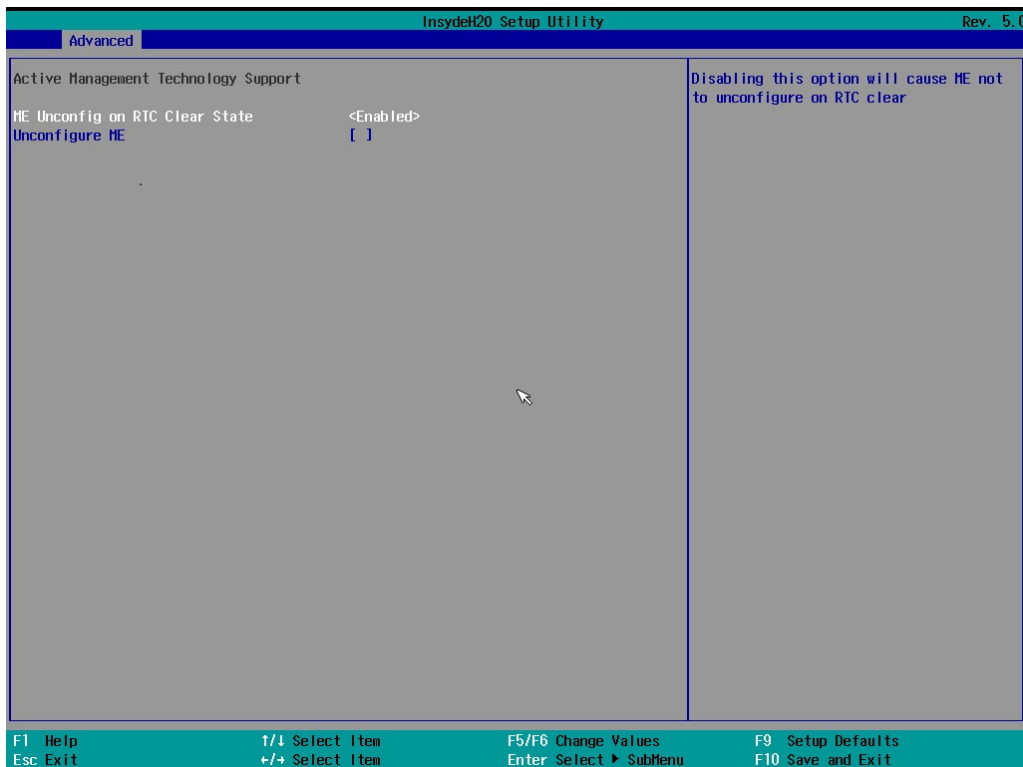 InsydeH20 Setup Utility Rev. 5.0
Advanced
Active Management Technology Support
Disabling this option will cause ME not
to unconfigure on RTC clear
ME Unconfig on RTC Clear State <Enabled>
Unconfigure ME [ ]
F1 Help ↑/↓ Select Item F5/F6 Change Values F9 Setup Defaults
Esc Exit ←/→ Select Item Enter Select ▶ SubMenu F10 Save and Exit